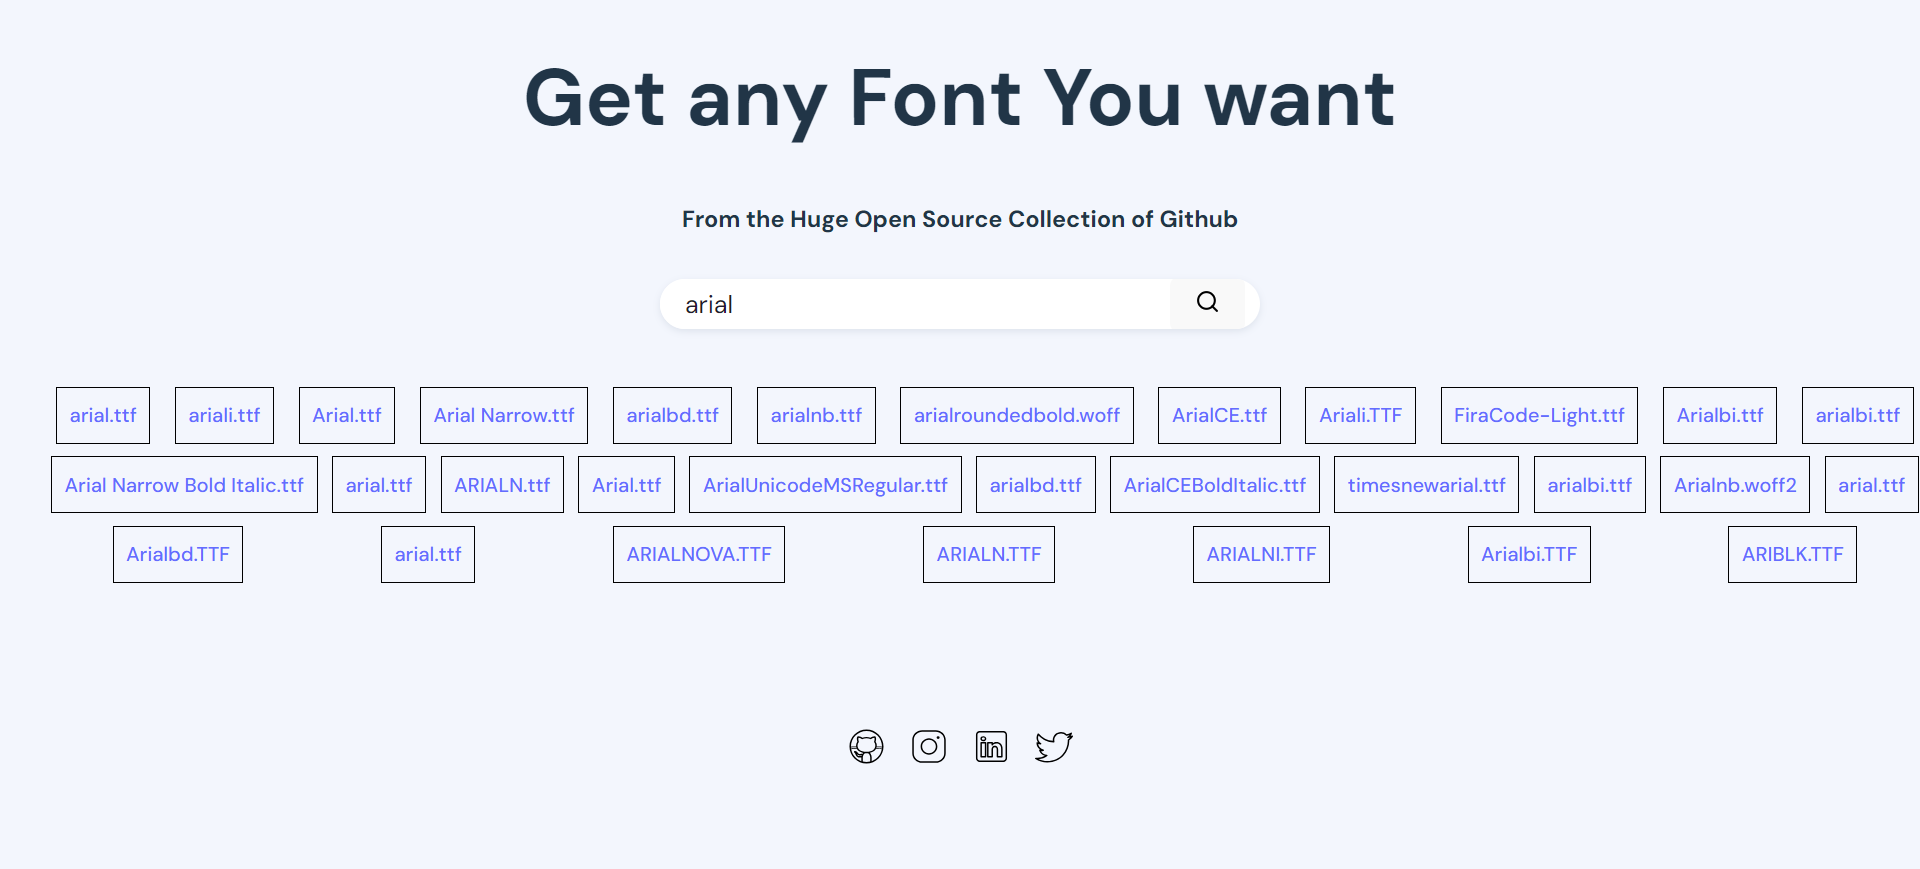 Get any Font You want
From the Huge Open Source Collection of Github
arial
arial.ttf ariali.ttf Arial.ttf Arial Narrow.ttf arialbd.ttf arialnb.ttf arialroundedbold.woff ArialCE.ttf Ariali.TTF FiraCode-Light.ttf Arialbi.ttf arialbi.ttf
Arial Narrow Bold Italic.ttf arial.ttf ARIALN.ttf Arial.ttf ArialUnicodeMSRegular.ttf arialbd.ttf ArialCEBoldItalic.ttf timesnewarial.ttf arialbi.ttf Arialnb.woff2 arial.ttf
Arialbd.TTF arial.ttf ARIALNOVA.TTF ARIALN.TTF ARIALNI.TTF Arialbi.TTF ARIBLK.TTF
in